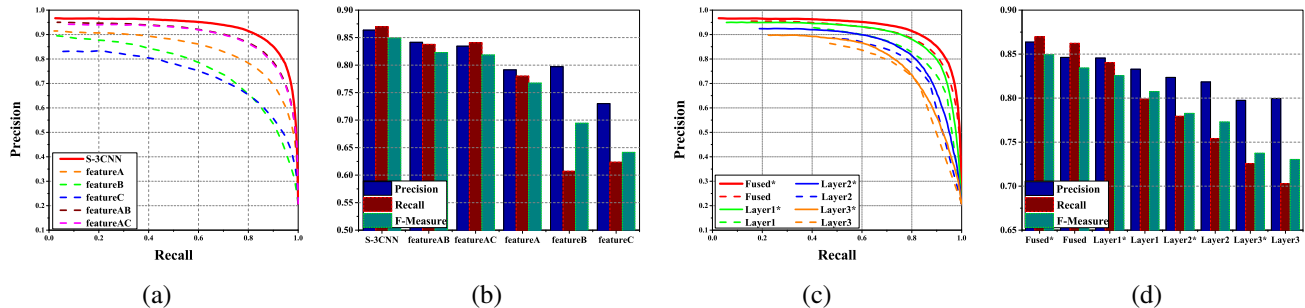 1.0
0.9
0.8
0.7
0.6
0.5
0.4
0.3
0.2
0.1
Precision
S-3CNN
featureA
featureB
featureC
featureAB
featureAC
0.0 0.2 0.4 0.6 0.8 1.0
Recall
(a)
0.90
0.85
0.80
0.75
0.70
0.65
0.60
0.55
0.50
Precision
Recall
F-Measure
S-3CNN featureAB featureAC featureA featureB featureC
(b)
1.0
0.9
0.8
0.7
0.6
0.5
0.4
0.3
0.2
0.1
Precision
Fused* Layer2*
Fused Layer2
Layer1* Layer3*
Layer1 Layer3
0.0 0.2 0.4 0.6 0.8 1.0
Recall
(c)
0.90
0.85
0.80
0.75
0.70
0.65
Precision
Recall
F-Measure
Fused* Fused Layer1* Layer1 Layer2* Layer2 Layer3* Layer3
(d)